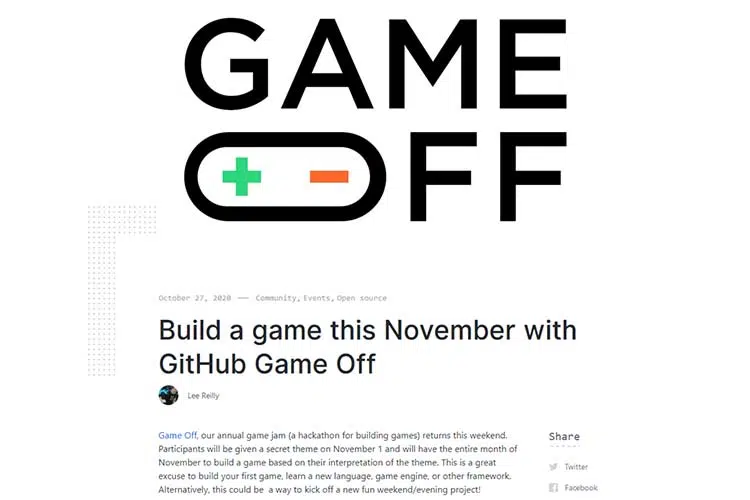 GAME
OFF
October 27, 2020 — Community, Events, Open source
Build a game this November with
GitHub Game Off
Lee Reilly
Game Off, our annual game jam (a hackathon for building games) returns this weekend.
Participants will be given a secret theme on November 1 and will have the entire month of
November to build a game based on their interpretation of the theme. This is a great
excuse to build your first game, learn a new language, game engine, or other framework.
Alternatively, this could be a way to kick off a new fun weekend/evening project!
Share
Twitter
Facebook